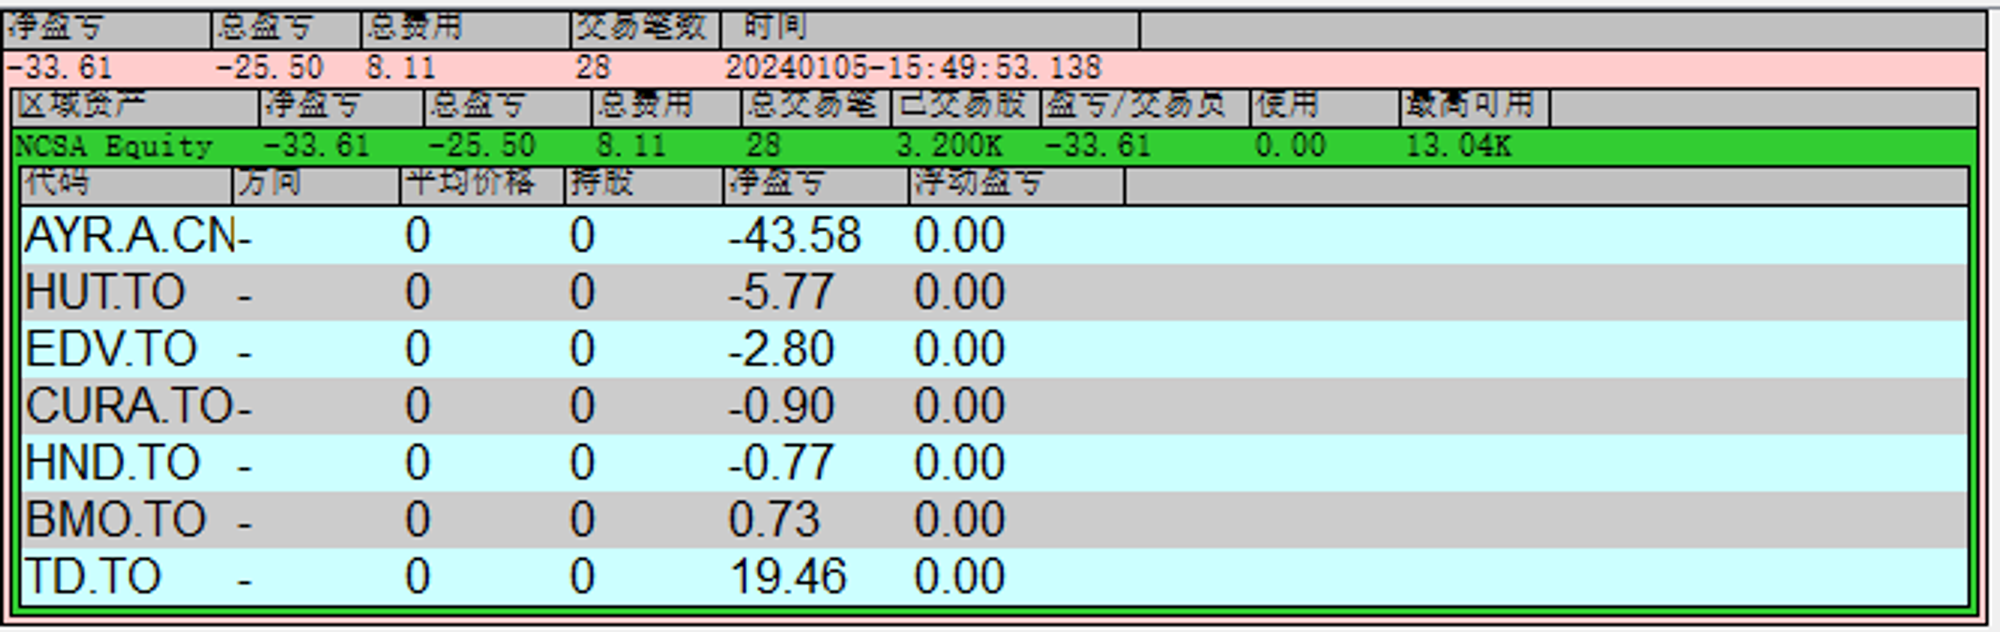 净盈亏 总盈亏 总费用 交易笔数 时间
-33.61 -25.50 8.11 28 20240105-15:49:53.138
区域资产 净盈亏 总盈亏 总费用 总交易笔 已交易股 盈亏/交易员 使用 最高可用
NCSA Equity -33.61 -25.50 8.11 28 3.200K -33.61 0.00 13.04K
代码 方向 平均价格 持股 净盈亏 浮动盈亏
AYR.A.CN - 0 0 -43.58 0.00
HUT.TO - 0 0 -5.77 0.00
EDV.TO - 0 0 -2.80 0.00
CURA.TO - 0 0 -0.90 0.00
HND.TO - 0 0 -0.77 0.00
BMO.TO - 0 0 0.73 0.00
TD.TO - 0 0 19.46 0.00